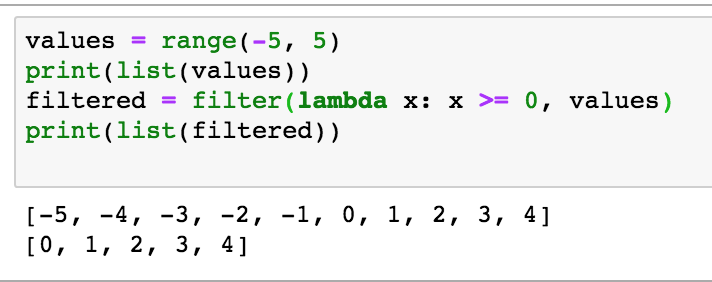 values = range(-5, 5)
print(list(values))
filtered = filter(lambda x: x >= 0, values)
print(list(filtered))
[-5, -4, -3, -2, -1, 0, 1, 2, 3, 4]
[0, 1, 2, 3, 4]